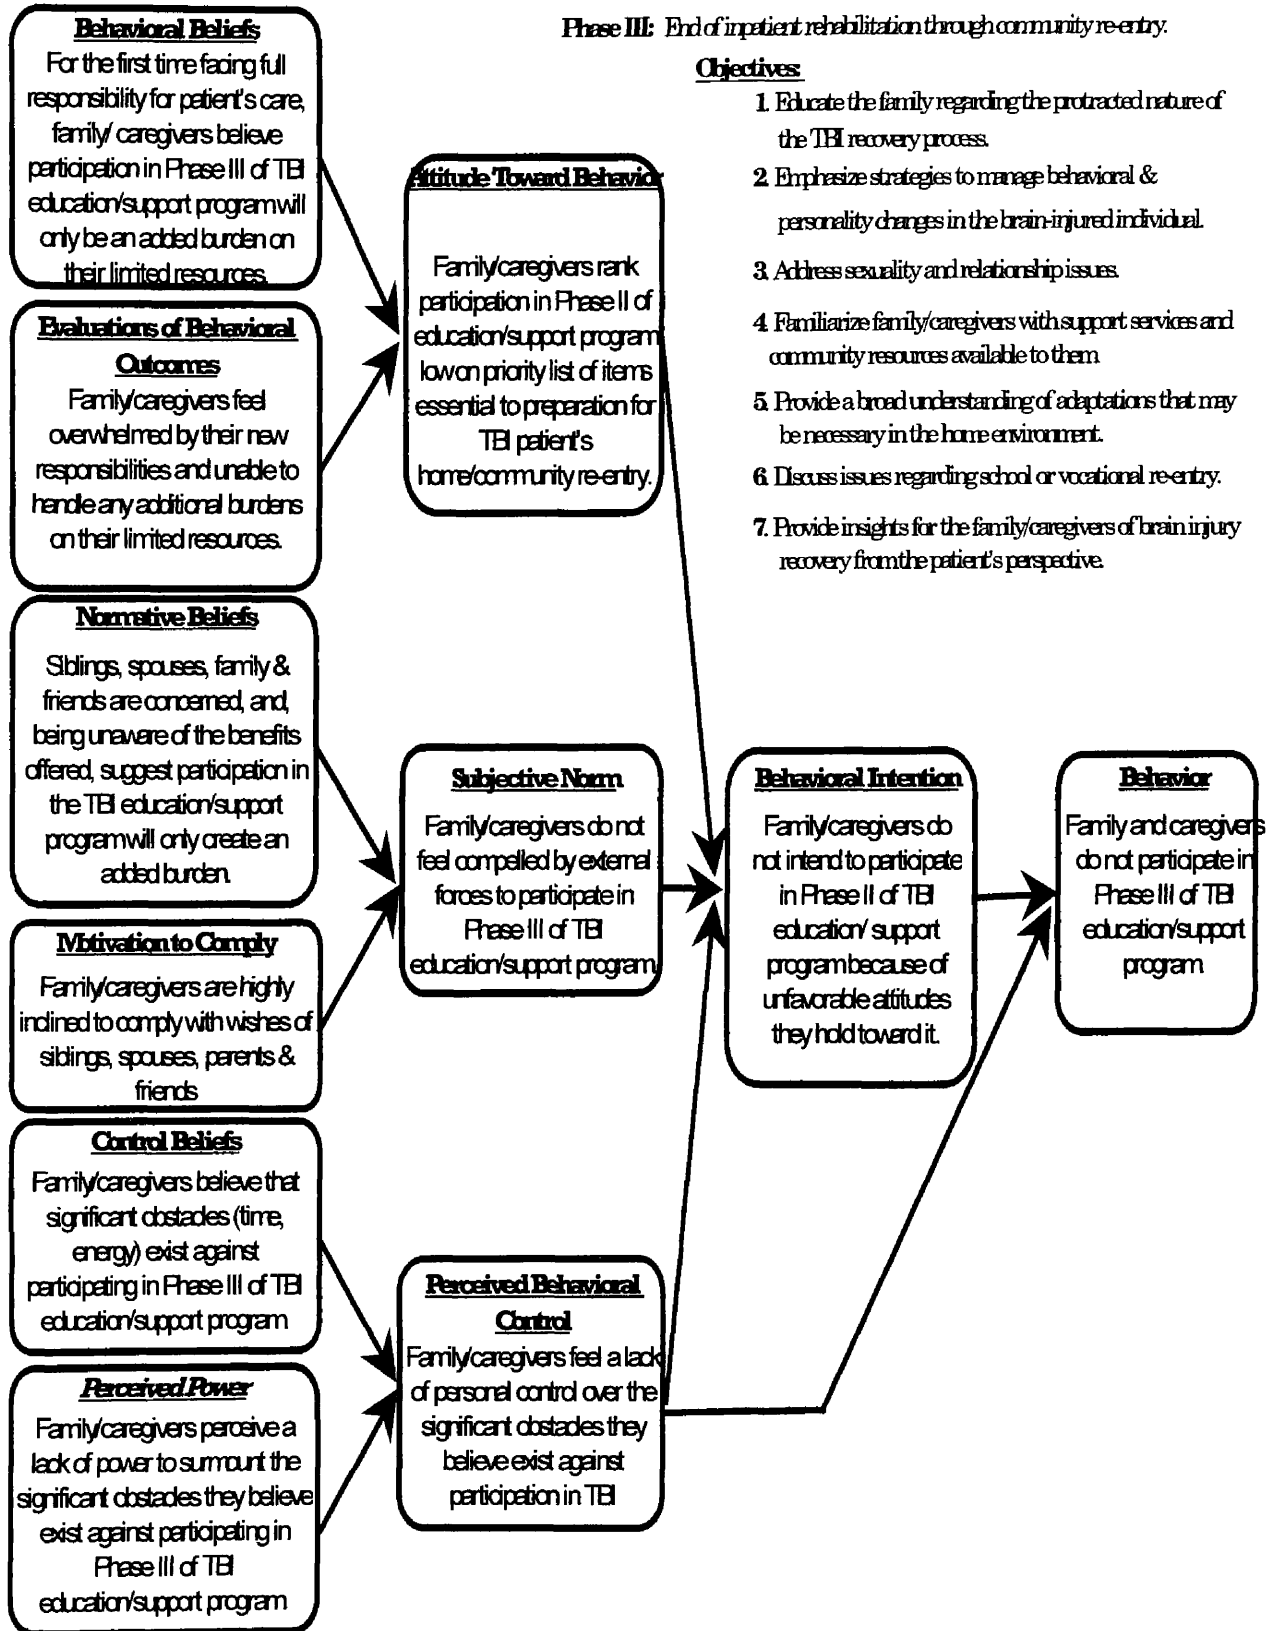 Behavioral Beliefs
For the first time facing full
responsibility for patient's care,
family/ caregivers believe
participation in Phase III of TBI
education/support program will
only be an added burden on
their limited resources.
Evaluations of Behavioral
Outcomes
Family/caregivers feel
overwhelmed by their new
responsibilities and unable to
handle any additional burdens
on their limited resources.
Normative Beliefs
Siblings, spouses, family &
friends are concerned, and,
being unaware of the benefits
offered, suggest participation in
the TBI education/support
program will only create an
added burden.
Motivation to Comply
Family/caregivers are highly
inclined to comply with wishes of
siblings, spouses, parents &
friends
Control Beliefs
Family/caregivers believe that
significant obstacles (time,
energy) exist against
participating in Phase III of TBI
education/support program
Perceived Power
Family/caregivers perceive a
lack of power to surmount the
significant obstacles they believe
exist against participating in
Phase III of TBI
education/support program
Attitude Toward Behavior
Family/caregivers rank
participation in Phase II of
education/support program
low on priority list of items
essential to preparation for
TBI patient's
home/community re-entry.
Subjective Norm
Family/caregivers do not
feel compelled by external
forces to participate in
Phase III of TBI
education/support program
Perceived Behavioral
Control
Family/caregivers feel a lack
of personal control over the
significant obstacles they
believe exist against
participation in TBI
Behavioral Intention
Family/caregivers do
not intend to participate
in Phase II of TBI
education/ support
program because of
unfavorable attitudes
they hold toward it.
Behavior
Family and caregivers
do not participate in
Phase III of TBI
education/support
program
Phase III: End of inpatient rehabilitation through community re-entry.
Objectives:
1. Educate the family regarding the protracted nature of
the TBI recovery process.
2. Emphasize strategies to manage behavioral &
personality changes in the brain-injured individual.
3. Address sexuality and relationship issues.
4. Familiarize family/caregivers with support services and
community resources available to them
5. Provide a broad understanding of adaptations that may
be necessary in the home environment.
6. Discuss issues regarding school or vocational re-entry.
7. Provide insights for the family/caregivers of brain injury
recovery from the patient's perspective.